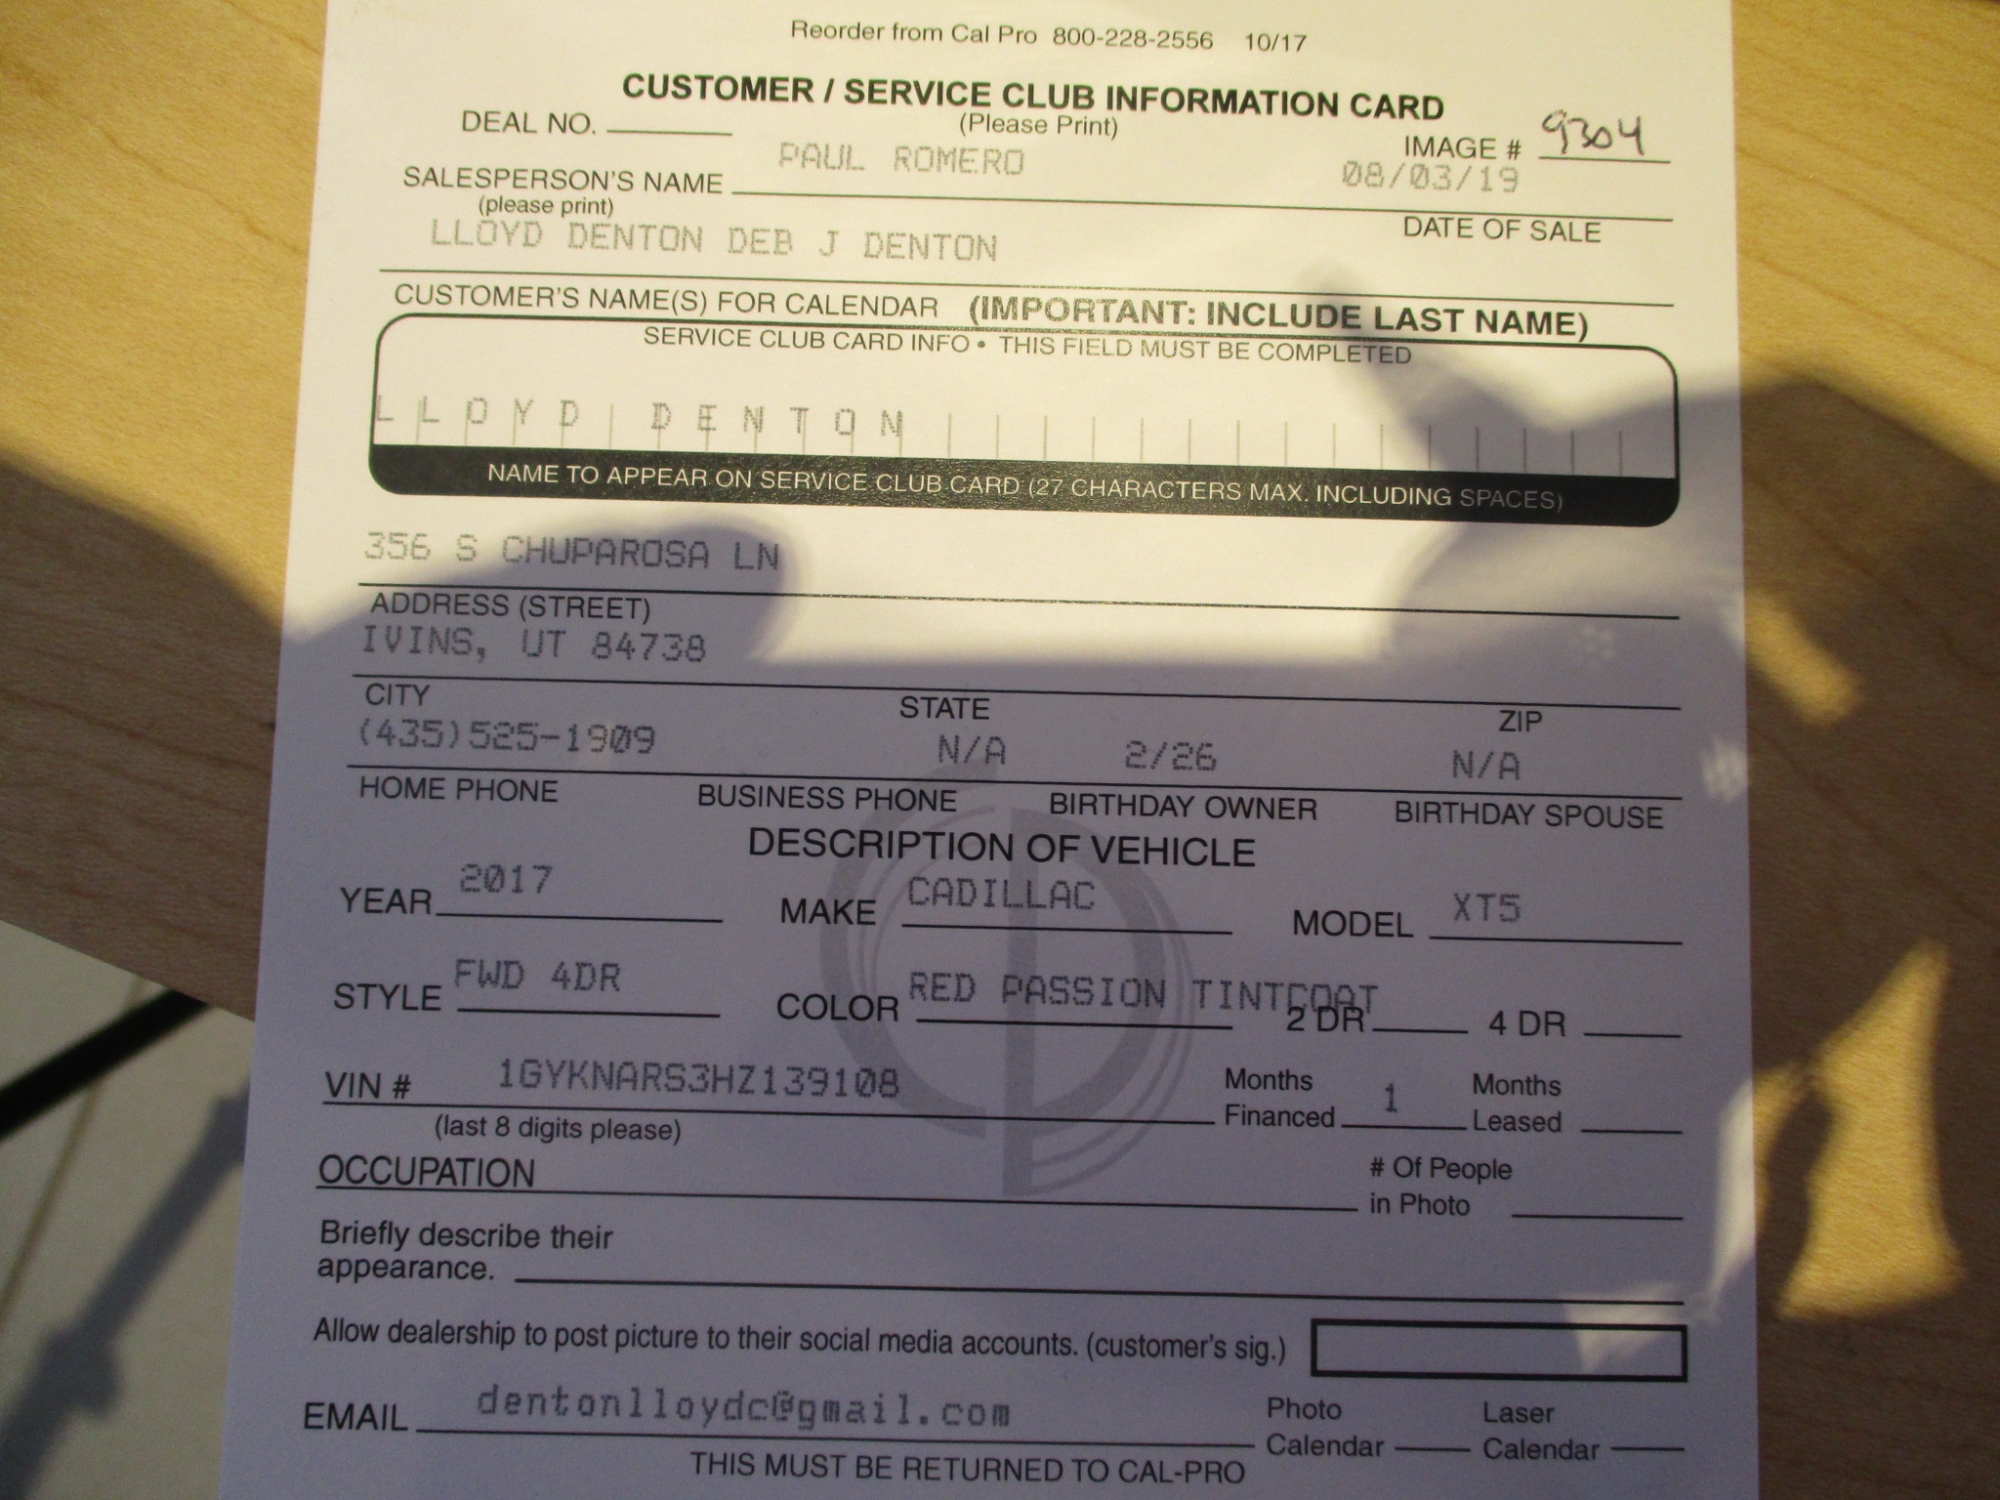 Reorder from Cal Pro 800-228-2556 10/17
CUSTOMER / SERVICE CLUB INFORMATION CARD
(Please Print)
DEAL NO.
IMAGE # 9304
PAUL ROMERO
08/03/19
SALESPERSON'S NAME
(please print)
DATE OF SALE
LLOYD DENTON DEB J DENTON
CUSTOMER'S NAME(S) FOR CALENDAR (IMPORTANT: INCLUDE LAST NAME)
SERVICE CLUB CARD INFO • THIS FIELD MUST BE COMPLETED
LLOYD DENTON
NAME TO APPEAR ON SERVICE CLUB CARD (27 CHARACTERS MAX. INCLUDING SPACES)
356 S CHUPAROSA LN
ADDRESS (STREET)
IVINS, UT 84738
CITY STATE ZIP
(435)525-1909 N/A 2/26 N/A
HOME PHONE BUSINESS PHONE BIRTHDAY OWNER BIRTHDAY SPOUSE
DESCRIPTION OF VEHICLE
YEAR 2017 MAKE CADILLAC MODEL XT5
STYLE FWD 4DR COLOR RED PASSION TINTCOAT 2 DR 4 DR
VIN # 1GYKNARS3HZ139108 Months Financed 1 Months Leased
(last 8 digits please)
OCCUPATION # Of People in Photo
Briefly describe their
appearance.
Allow dealership to post picture to their social media accounts. (customer's sig.)
EMAIL dentonlloydc@gmail.com Photo Calendar Laser Calendar
THIS MUST BE RETURNED TO CAL-PRO